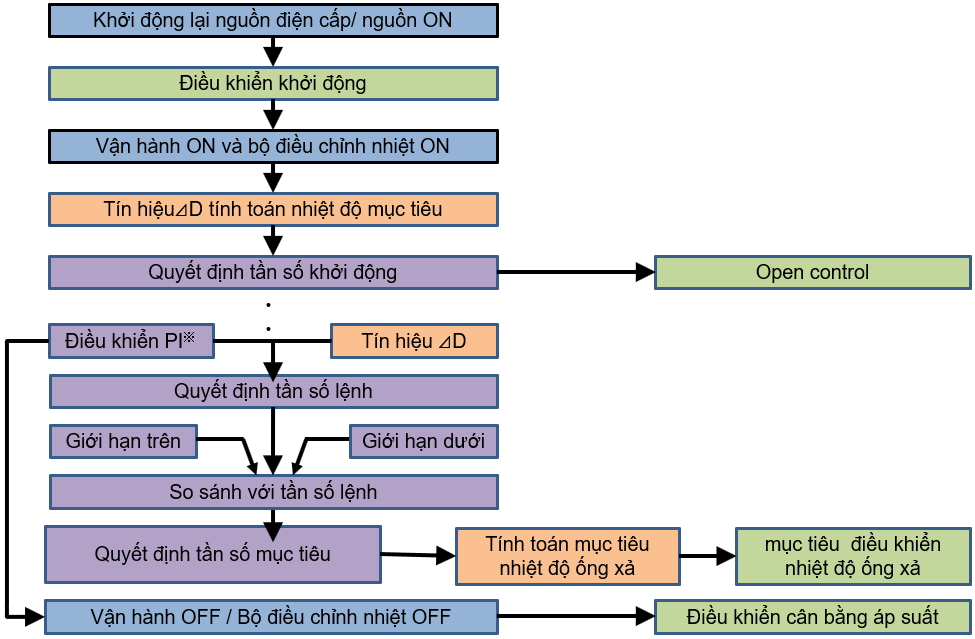 Khởi động lại nguồn điện cấp/ nguồn ON
Điều khiển khởi động
Vận hành ON và bộ điều chỉnh nhiệt ON
Tín hiệu⊿D tính toán nhiệt độ mục tiêu
Quyết định tần số khởi động
Open control
Điều khiển PI※
Tín hiệu ⊿D
Quyết định tần số lệnh
Giới hạn trên
Giới hạn dưới
So sánh với tần số lệnh
Quyết định tần số mục tiêu
Tính toán mục tiêu
nhiệt độ ống xả
mục tiêu điều khiển
nhiệt độ ống xả
Vận hành OFF / Bộ điều chỉnh nhiệt OFF
Điều khiển cân bằng áp suất